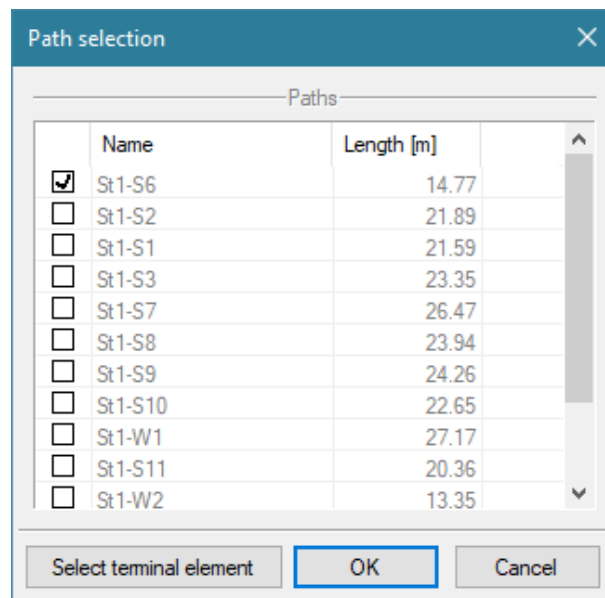 Path selection
Paths
Name Length [m]
St1-S6 14.77
St1-S2 21.89
St1-S1 21.59
St1-S3 23.35
St1-S7 26.47
St1-S8 23.94
St1-S9 24.26
St1-S10 22.65
St1-W1 27.17
St1-S11 20.36
St1-W2 13.35
Select terminal element OK Cancel